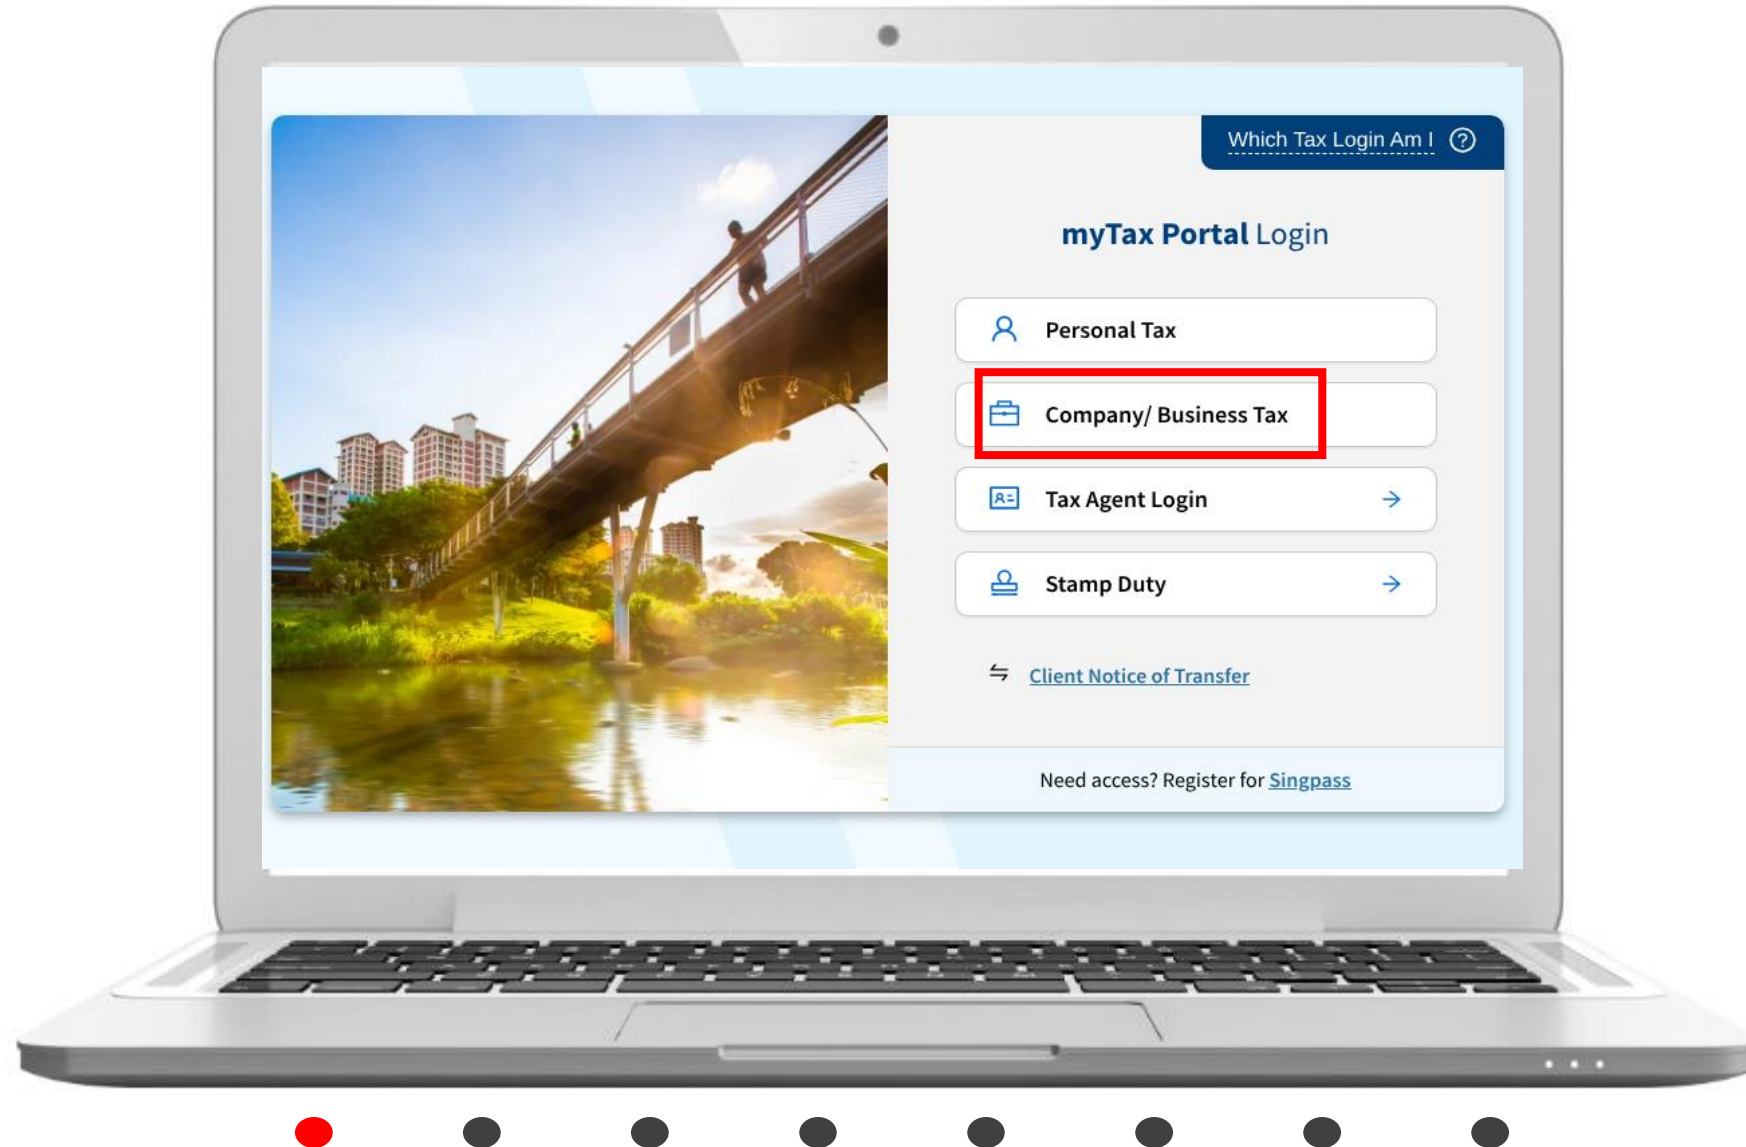 Which Tax Login Am I
myTax Portal Login
Personal Tax
Company/ Business Tax
Tax Agent Login
Stamp Duty
Client Notice of Transfer
Need access? Register for Singpass